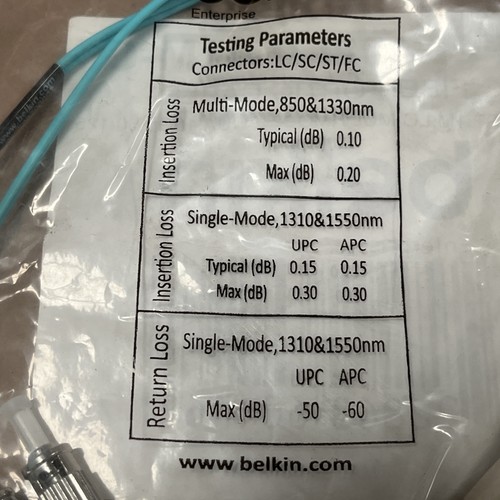 Enterprise
Testing Parameters
Connectors:LC/SC/ST/FC
Insertion Loss
Multi-Mode,850&1330nm
Typical (dB) 0.10
Max (dB) 0.20
Insertion Loss
Single-Mode,1310&1550nm
UPC APC
Typical (dB) 0.15 0.15
Max (dB) 0.30 0.30
Return Loss
Single-Mode,1310&1550nm
UPC APC
Max (dB) -50 -60
www.belkin.com
www.belkin.com